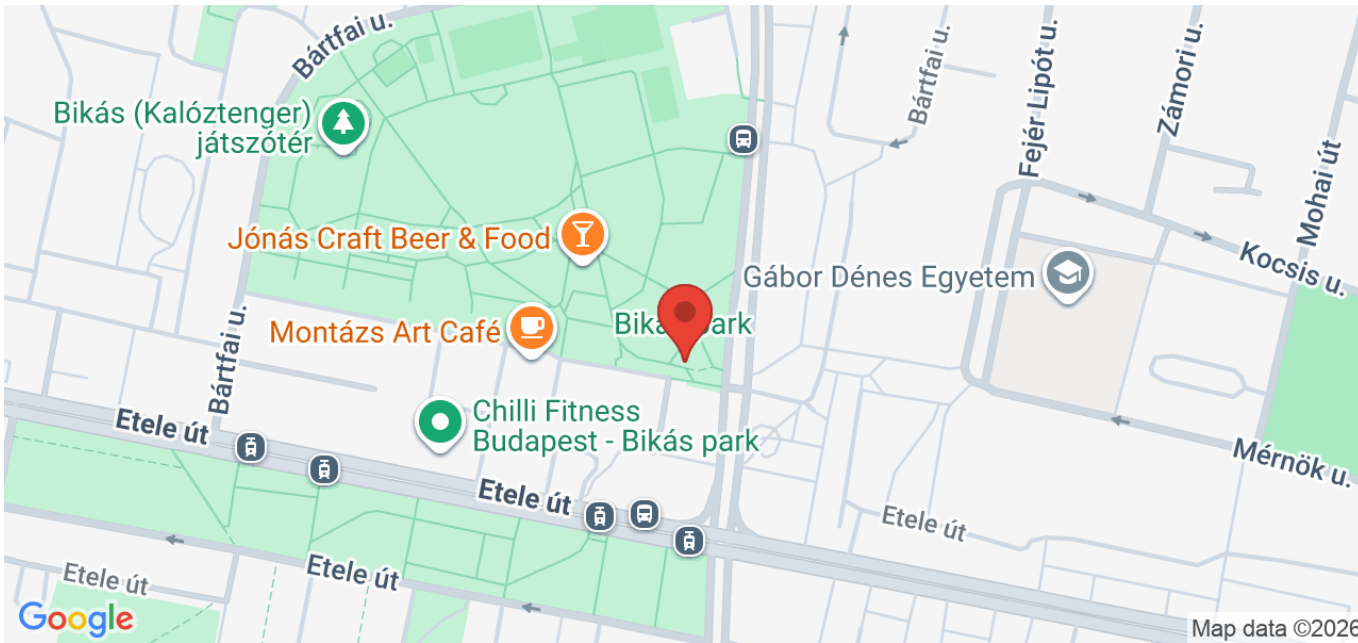 Bártfai u.
Bikás (Kalóztenger)
játszótér
Jónás Craft Beer & Food
Montázs Art Café
Bikás park
Chilli Fitness
Budapest - Bikás park
Bártfai u.
Etele út
Etele út
Etele út
Etele út
Etele út
Bártfai u.
Fejér Lipót u.
Zámori u.
Mohai út
Kocsis u.
Gábor Dénes Egyetem
Mérnök u.
Google
Map data ©2026